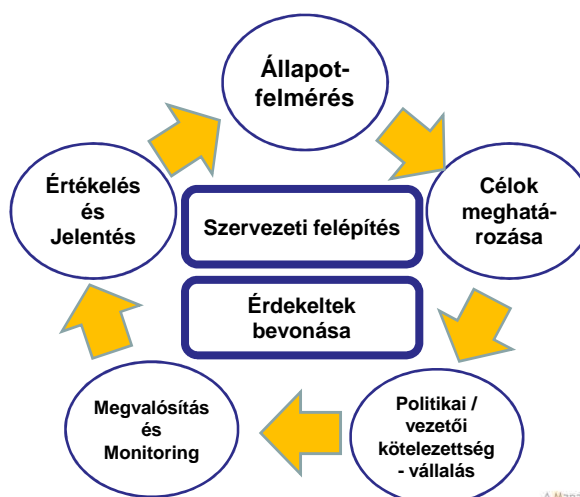 Állapot-
felmérés
Értékelés
és
Jelentés
Célok
meghatá-
rozása
Szervezeti felépítés
Érdekeltek
bevonása
Megvalósítás
és
Monitoring
Politikai /
vezetői
kötelezettség
- vállalás